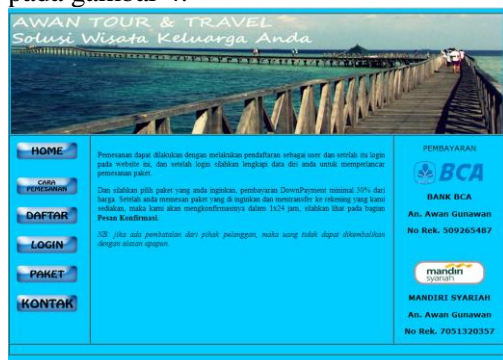 pada gambar 4.
AWAN TOUR & TRAVEL
Solusi Wisata Keluarga Anda
HOME
CARA
PEMESANAN
DAFTAR
LOGIN
PAKET
KONTAK
Pemesanan dapat dilakukan dengan melakukan pendaftaran sebagai user dan setelah itu login
pada website ini, dan setelah login silahkan lengkapi data diri anda untuk memperlancar
pemesanan paket.
Dan silahkan pilih paket yang anda inginkan, pembayaran DownPayment minimal 30% dari
harga. Setelah anda memesan paket yang di inginkan dan mentransfer ke rekening yang kami
sediakan, maka kami akan mengkonfirmasinya dalam 1x24 jam, silahkan lihat pada bagian
Pesan Konfirmasi.
NB: Jika ada pembatalan dari pihak pelanggan, maka uang tidak dapat dikembalikan
dengan alasan apapun.
PEMBAYARAN
BCA
BANK BCA
An. Awan Gunawan
No Rek. 509265487
mandiri
syariah
MANDIRI SYARIAH
An. Awan Gunawan
No Rek. 7051320357